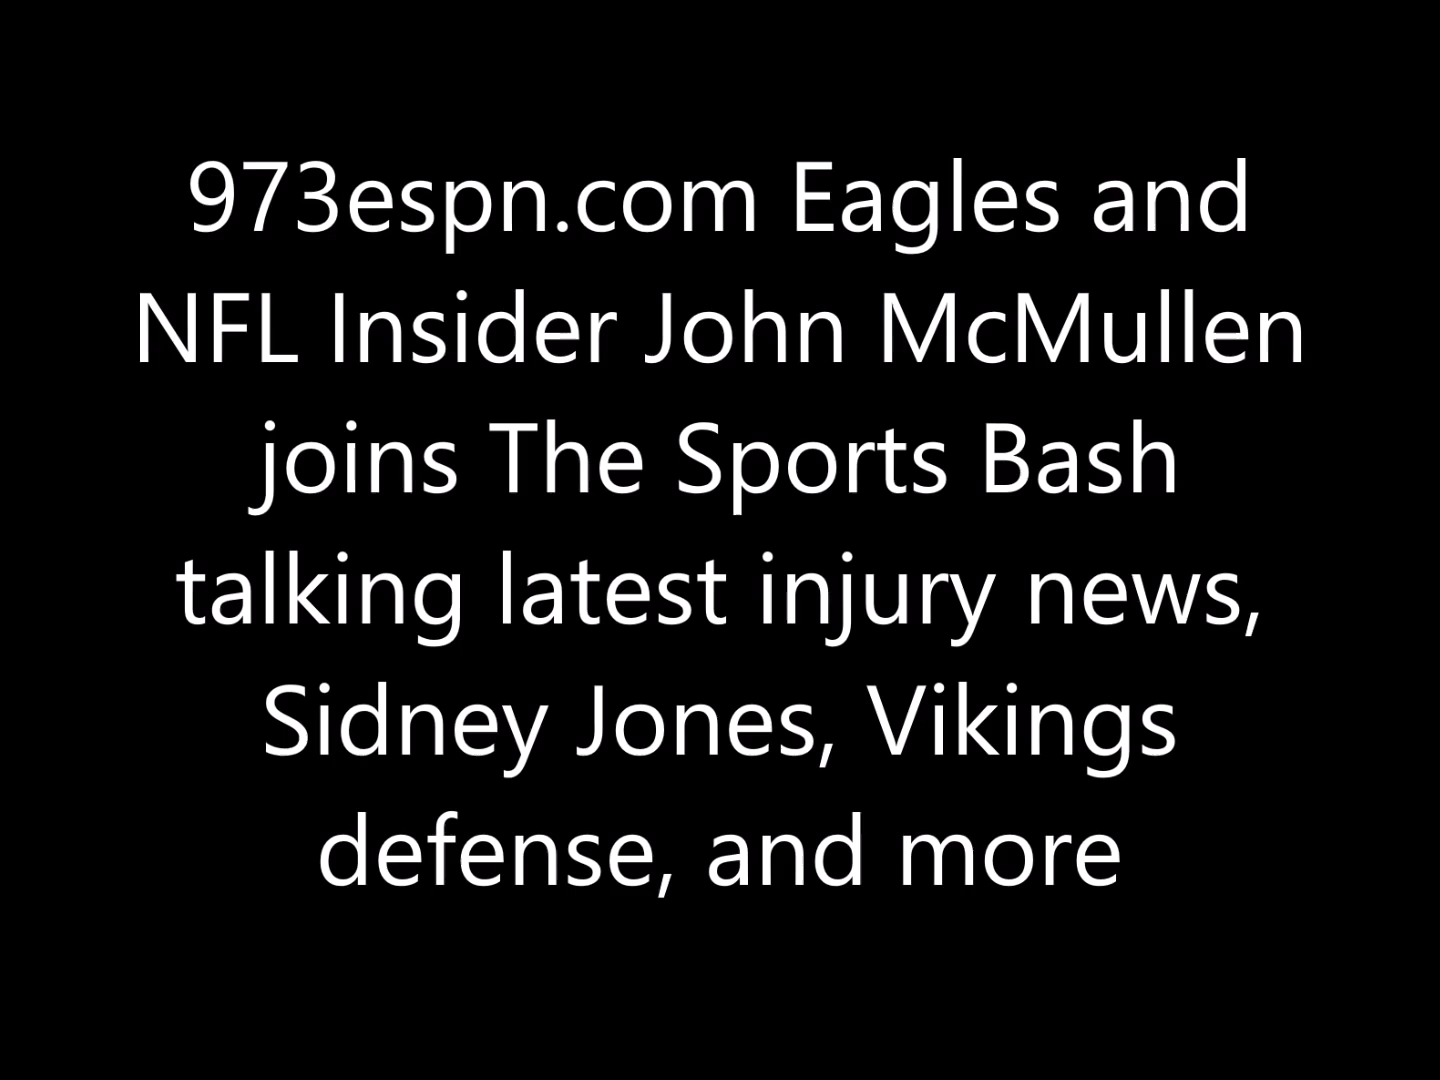 973espn.com Eagles and
NFL Insider John McMullen
joins The Sports Bash
talking latest injury news,
Sidney Jones, Vikings
defense, and more